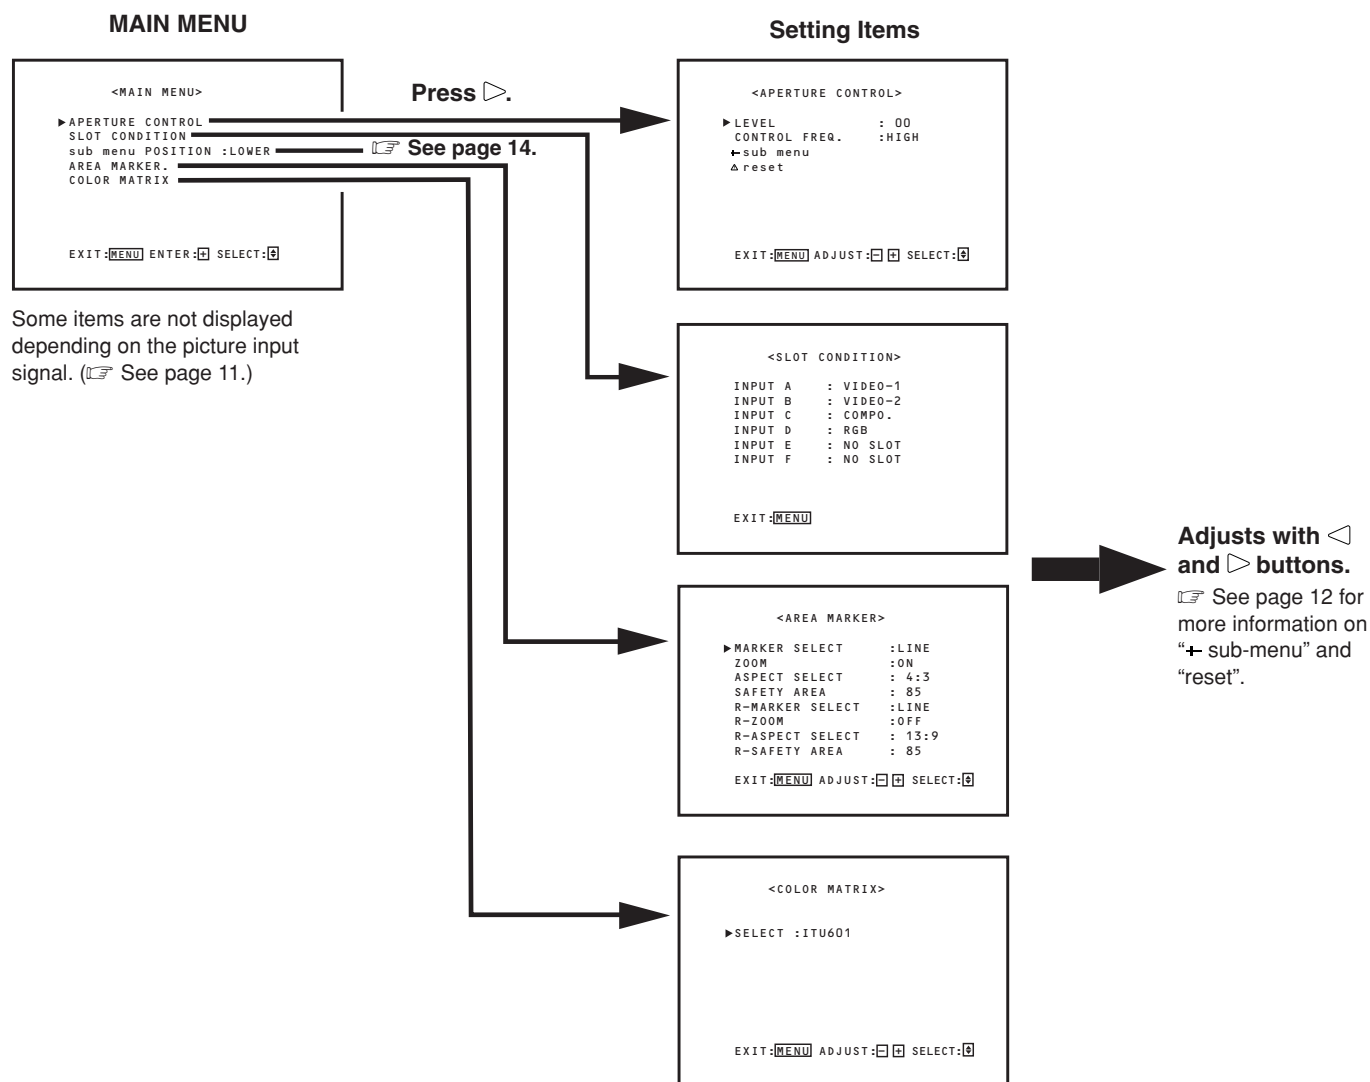 MAIN MENU
<MAIN MENU>
▶APERTURE CONTROL
SLOT CONDITION
sub menu POSITION :LOWER
AREA MARKER.
COLOR MATRIX
EXIT:MENU ENTER:+ SELECT:
Some items are not displayed
depending on the picture input
signal. (☞ See page 11.)
Press ▷.
☞ See page 14.
Setting Items
<APERTURE CONTROL>
▶LEVEL : 00
CONTROL FREQ. :HIGH
+sub menu
△reset
EXIT:MENU ADJUST:- + SELECT:
<SLOT CONDITION>
INPUT A : VIDEO-1
INPUT B : VIDEO-2
INPUT C : COMPO.
INPUT D : RGB
INPUT E : NO SLOT
INPUT F : NO SLOT
EXIT:MENU
<AREA MARKER>
▶MARKER SELECT :LINE
ZOOM :ON
ASPECT SELECT : 4:3
SAFETY AREA : 85
R-MARKER SELECT :LINE
R-ZOOM :OFF
R-ASPECT SELECT : 13:9
R-SAFETY AREA : 85
EXIT:MENU ADJUST:- + SELECT:
<COLOR MATRIX>
▶SELECT :ITU601
EXIT:MENU ADJUST:- + SELECT:
Adjusts with ◁
and ▷ buttons.
☞ See page 12 for
more information on
“+ sub-menu” and
“reset”.